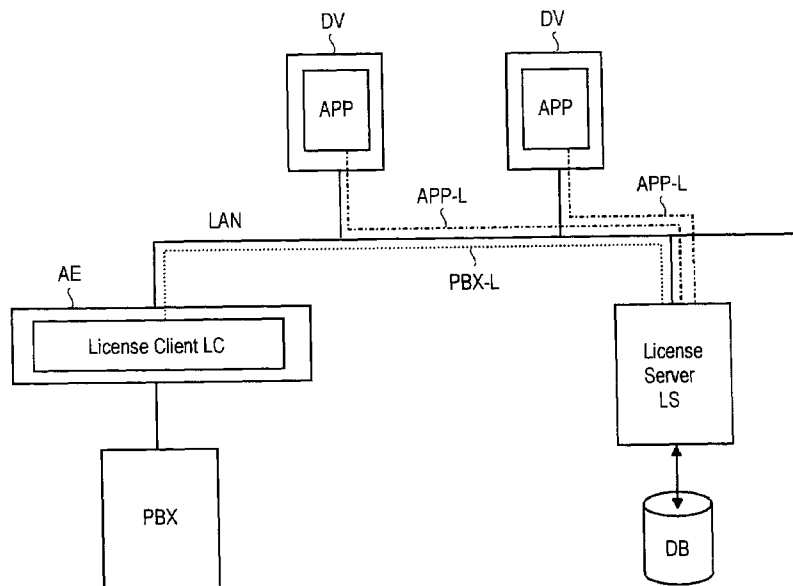 DV
DV
APP
APP
APP-L
APP-L
LAN
PBX-L
AE
License Client LC
License
Server
LS
PBX
DB